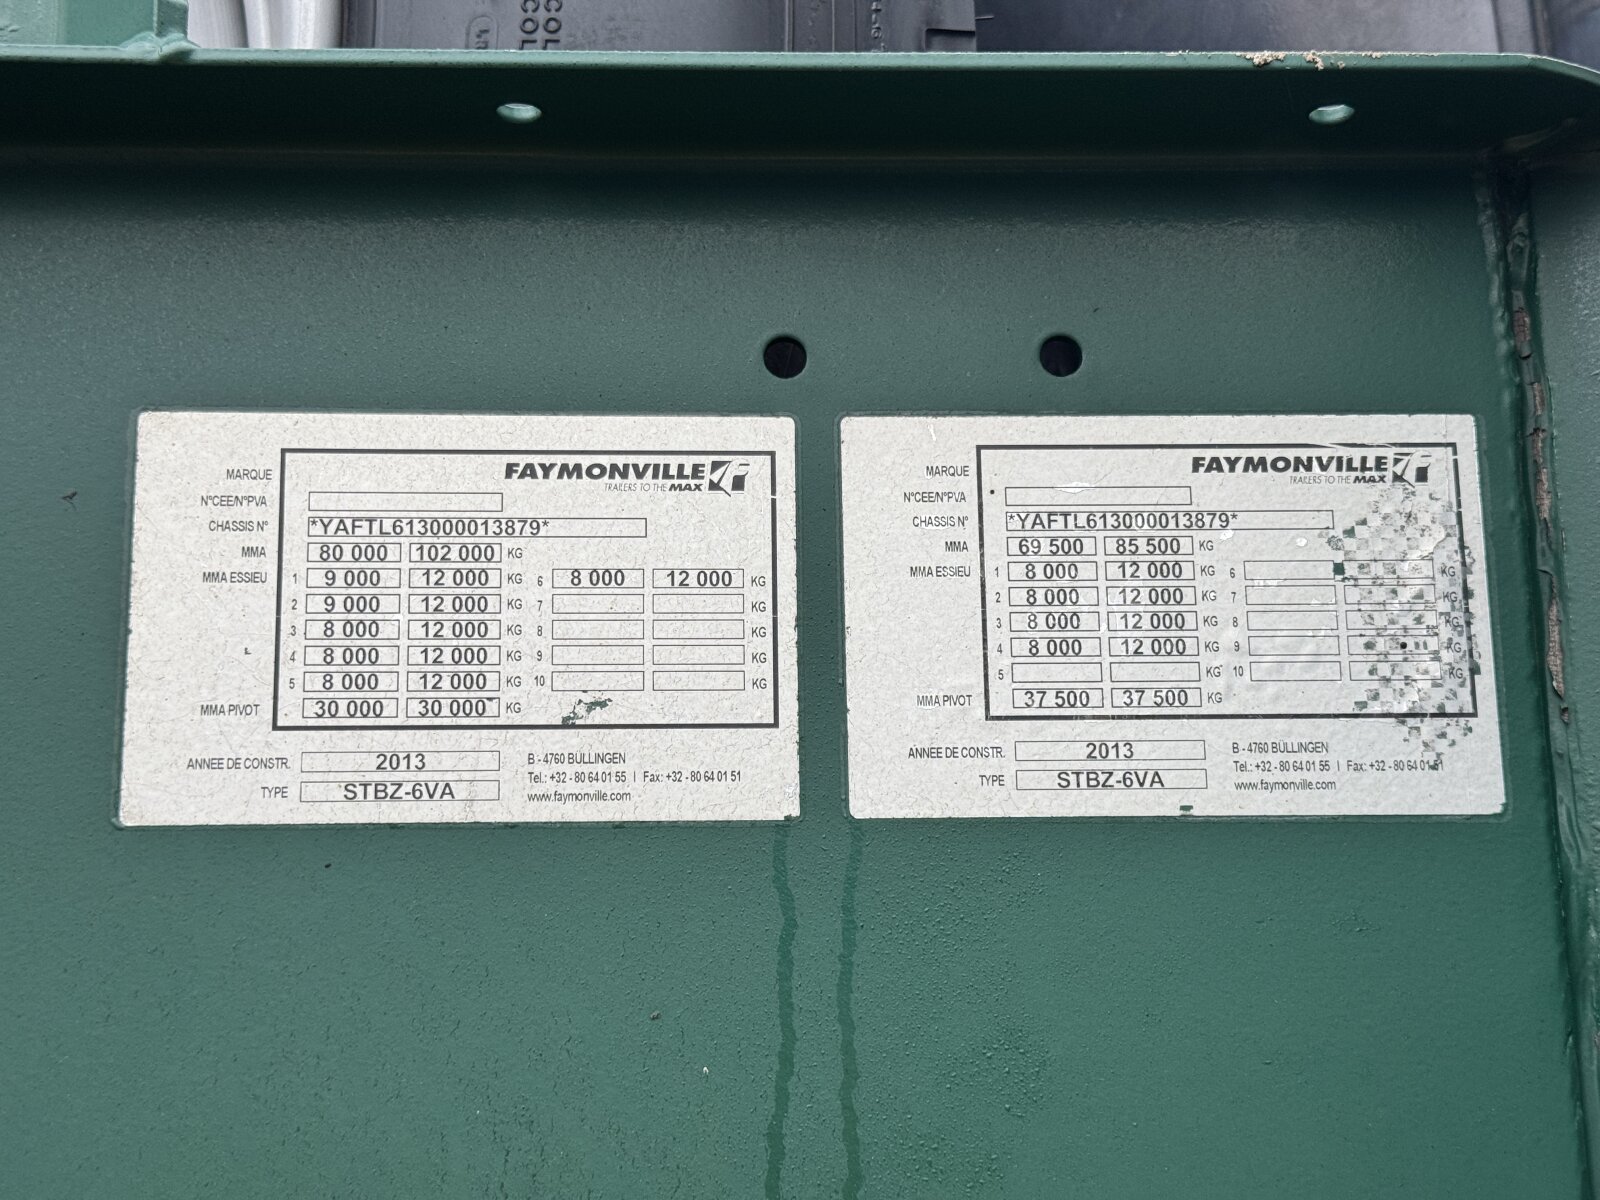 COL
COL
MARQUE
FAYMONVILLE
TRAILERS TO THE MAX
N°CEE/N°PVA
CHASSIS N° *YAFTL613000013879*
MMA 80 000 102 000 KG
MMA ESSIEU 1 9 000 12 000 KG 6 8 000 12 000 KG
2 9 000 12 000 KG 7 KG
3 8 000 12 000 KG 8 KG
4 8 000 12 000 KG 9 KG
5 8 000 12 000 KG 10 KG
MMA PIVOT 30 000 30 000 KG
ANNEE DE CONSTR. 2013
TYPE STBZ-6VA
B - 4760 BÜLLINGEN
Tel.: +32 - 80 64 01 55 | Fax: +32 - 80 64 01 51
www.faymonville.com
MARQUE
FAYMONVILLE
TRAILERS TO THE MAX
N°CEE/N°PVA
CHASSIS N° *YAFTL613000013879*
MMA 69 500 85 500 KG
MMA ESSIEU 1 8 000 12 000 KG 6 KG
2 8 000 12 000 KG 7 KG
3 8 000 12 000 KG 8 KG
4 8 000 12 000 KG 9 KG
5 KG 10 KG
MMA PIVOT 37 500 37 500 KG
ANNEE DE CONSTR. 2013
TYPE STBZ-6VA
B - 4760 BÜLLINGEN
Tel.: +32 - 80 64 01 55 | Fax: +32 - 80 64 01 51
www.faymonville.com